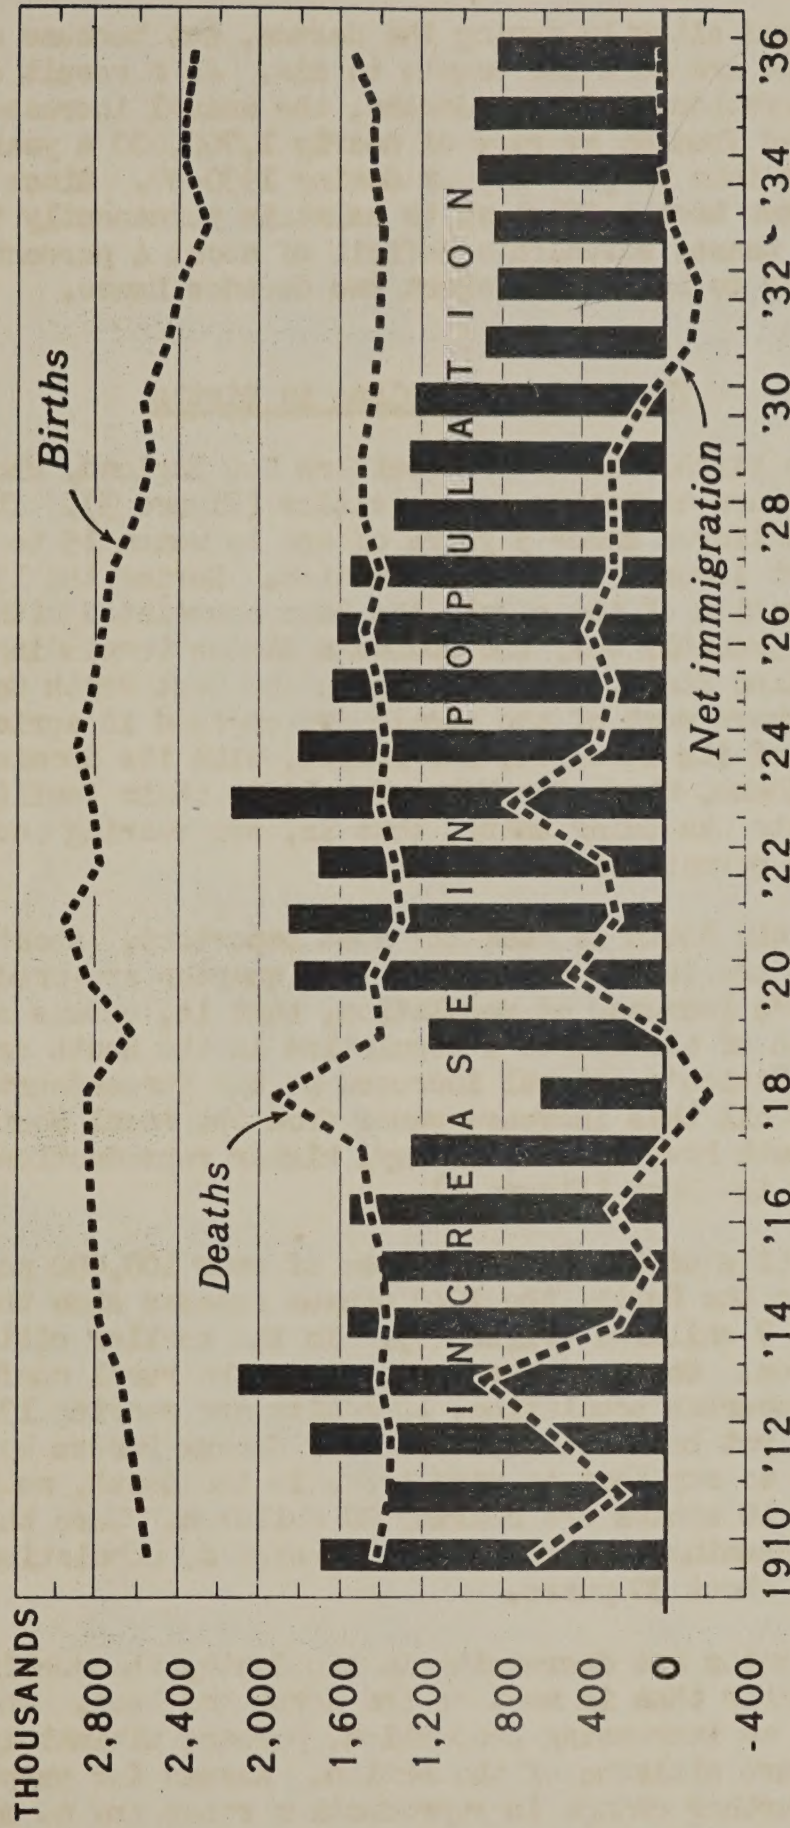 THOUSANDS
2,800
2,400
2,000
1,600
1,200
800
400
0
-400
Births
Deaths
INCREASE IN POPULATION
Net immigration
1910 '12 '14 '16 '18 '20 '22 '24 '26 '28 '30 '32 '34 '36